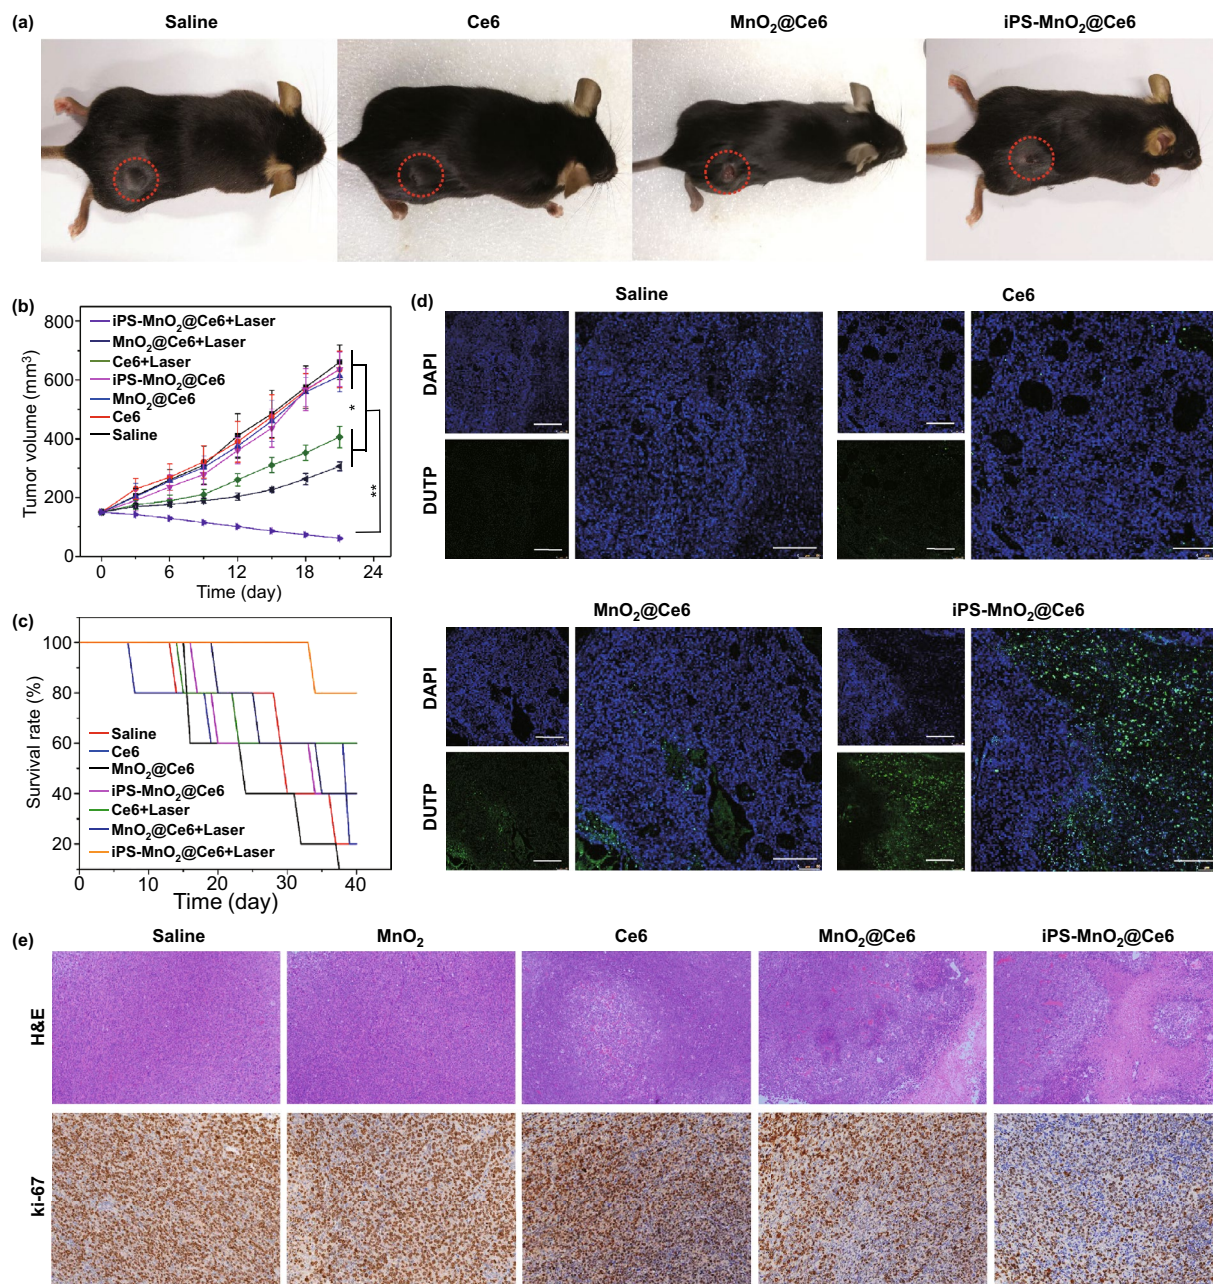 (a)
Saline Ce6 MnO₂@Ce6 iPS-MnO₂@Ce6
(b)
Tumor volume (mm³)
800
600
400
200
0
iPS-MnO₂@Ce6+Laser
MnO₂@Ce6+Laser
Ce6+Laser
iPS-MnO₂@Ce6
MnO₂@Ce6
Ce6
Saline
*
**
0 6 12 18 24
Time (day)
(c)
Survival rate (%)
100
80
60
40
20
Saline
Ce6
MnO₂@Ce6
iPS-MnO₂@Ce6
Ce6+Laser
MnO₂@Ce6+Laser
iPS-MnO₂@Ce6+Laser
0 10 20 30 40
Time (day)
(d)
Saline Ce6
DAPI
DUTP
MnO₂@Ce6 iPS-MnO₂@Ce6
DAPI
DUTP
(e)
Saline MnO₂ Ce6 MnO₂@Ce6 iPS-MnO₂@Ce6
H&E
ki-67